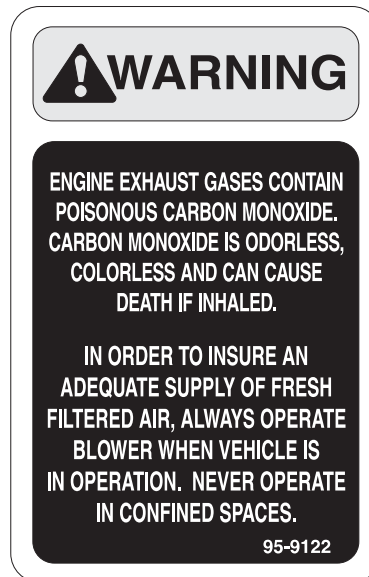 WARNING
ENGINE EXHAUST GASES CONTAIN
POISONOUS CARBON MONOXIDE.
CARBON MONOXIDE IS ODORLESS,
COLORLESS AND CAN CAUSE
DEATH IF INHALED.
IN ORDER TO INSURE AN
ADEQUATE SUPPLY OF FRESH
FILTERED AIR, ALWAYS OPERATE
BLOWER WHEN VEHICLE IS
IN OPERATION. NEVER OPERATE
IN CONFINED SPACES.
95-9122